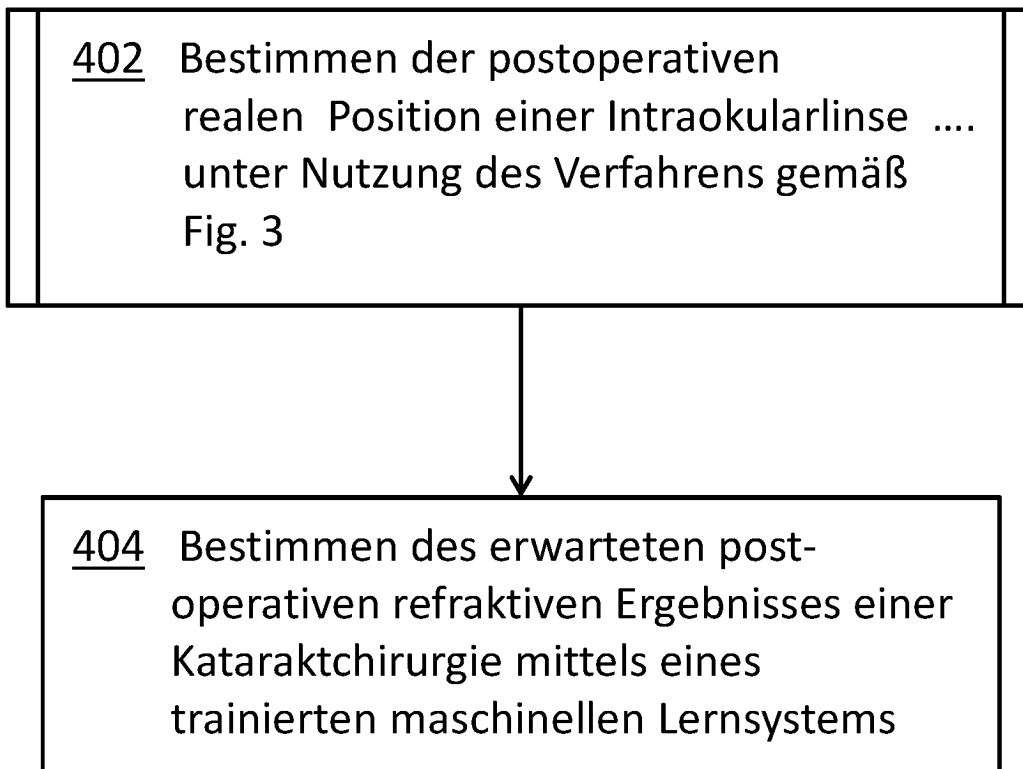 402 Bestimmen der postoperativen
realen Position einer Intraokularlinse ....
unter Nutzung des Verfahrens gemäß
Fig. 3
404 Bestimmen des erwarteten post-
operativen refraktiven Ergebnisses einer
Kataraktchirurgie mittels eines
trainierten maschinellen Lernsystems